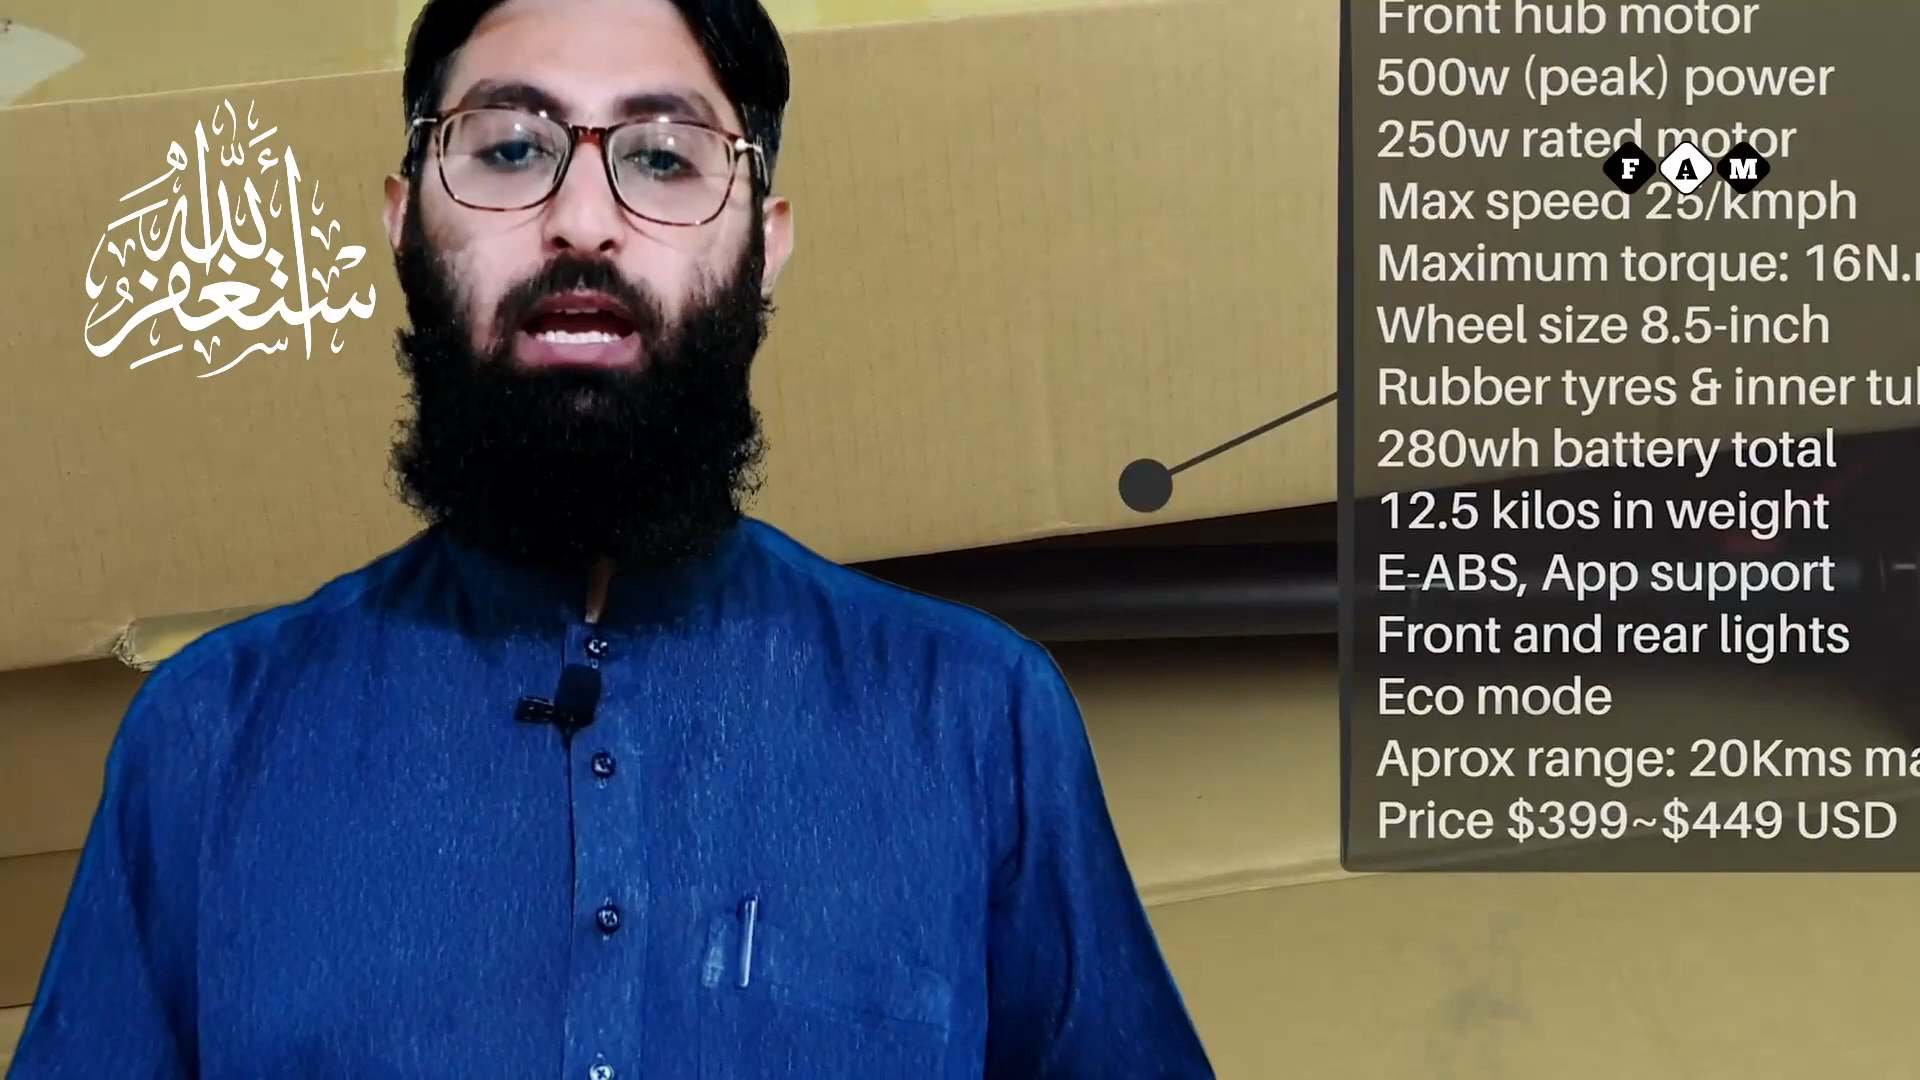 أستغفر الله
Front hub motor
500w (peak) power
250w rated motor
F A M
Max speed 25/kmph
Maximum torque: 16N.
Wheel size 8.5-inch
Rubber tyres & inner
280wh battery total
12.5 kilos in weight
E-ABS, App support
Front and rear lights
Eco mode
Aprox range: 20Kms
Price $399~$449 USD